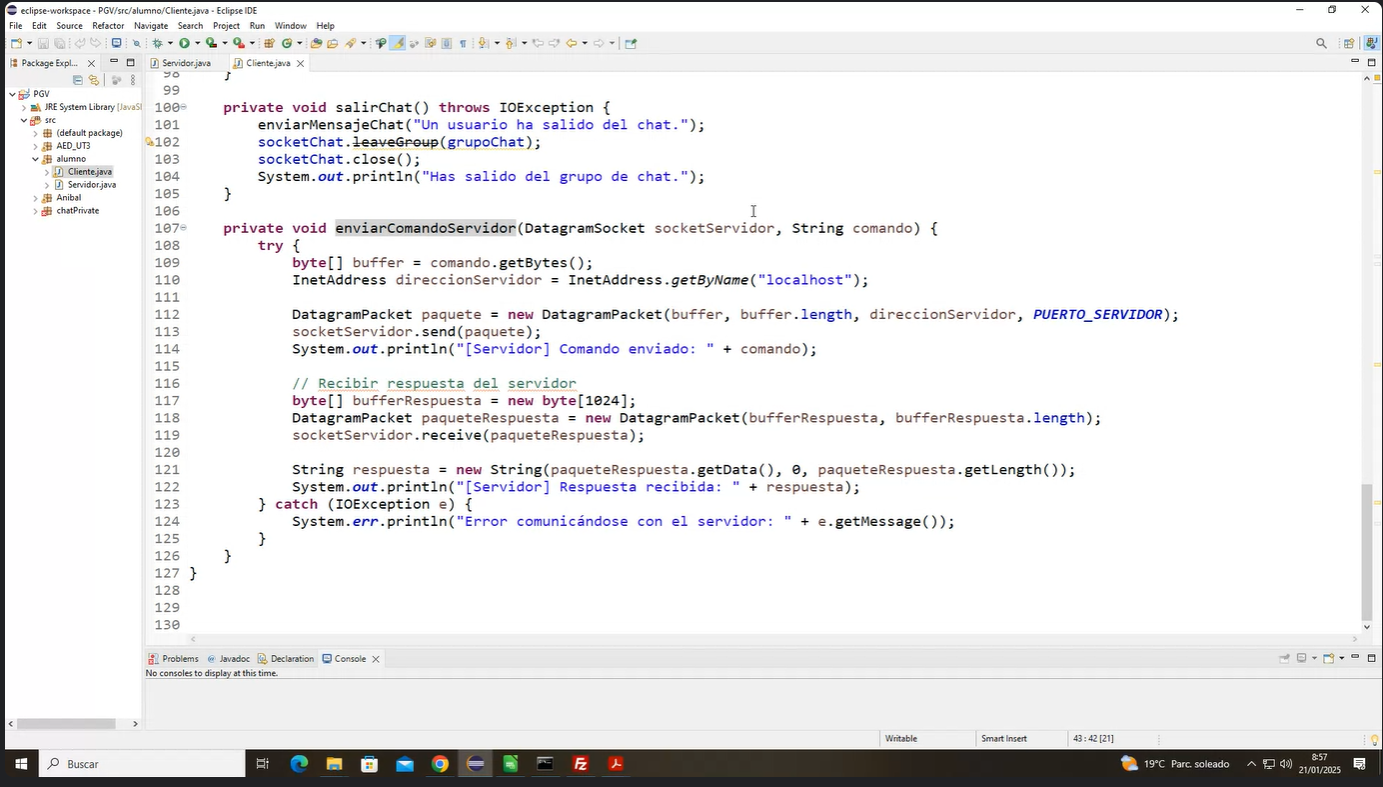 eclipse-workspace - PGV/src/alumno/Cliente.java - Eclipse IDE
File Edit Source Refactor Navigate Search Project Run Window Help
Package Expl...
Servidor.java Cliente.java
PGV
JRE System Library [JavaS
src
(default package)
AED_UT3
alumno
Cliente.java
Servidor.java
Anibal
chatPrivate
98 }
99
100 private void salirChat() throws IOException {
101 enviarMensajeChat("Un usuario ha salido del chat.");
102 socketChat.leaveGroup(grupoChat);
103 socketChat.close();
104 System.out.println("Has salido del grupo de chat.");
105 }
106
107 private void enviarComandoServidor(DatagramSocket socketServidor, String comando) {
108 try {
109 byte[] buffer = comando.getBytes();
110 InetAddress direccionServidor = InetAddress.getByName("localhost");
111
112 DatagramPacket paquete = new DatagramPacket(buffer, buffer.length, direccionServidor, PUERTO_SERVIDOR);
113 socketServidor.send(paquete);
114 System.out.println("[Servidor] Comando enviado: " + comando);
115
116 // Recibir respuesta del servidor
117 byte[] bufferRespuesta = new byte[1024];
118 DatagramPacket paqueteRespuesta = new DatagramPacket(bufferRespuesta, bufferRespuesta.length);
119 socketServidor.receive(paqueteRespuesta);
120
121 String respuesta = new String(paqueteRespuesta.getData(), 0, paqueteRespuesta.getLength());
122 System.out.println("[Servidor] Respuesta recibida: " + respuesta);
123 } catch (IOException e) {
124 System.err.println("Error comunicándose con el servidor: " + e.getMessage());
125 }
126 }
127 }
128
129
130
Problems Javadoc Declaration Console
No consoles to display at this time.
Writable Smart Insert 43 : 42 [21]
Buscar
19°C Parc. soleado
8:57
21/01/2025